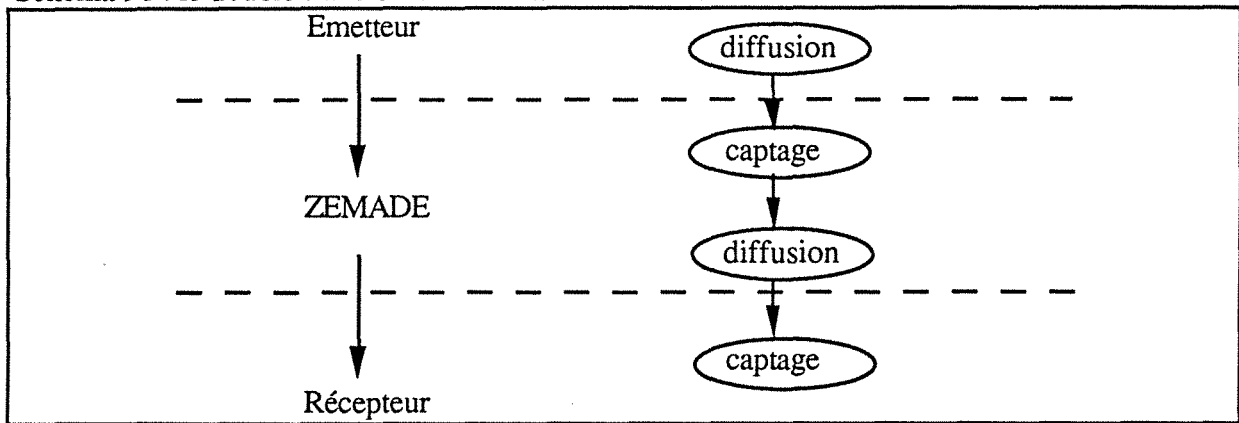 Emetteur
diffusion
captage
ZEMADE
diffusion
captage
Récepteur